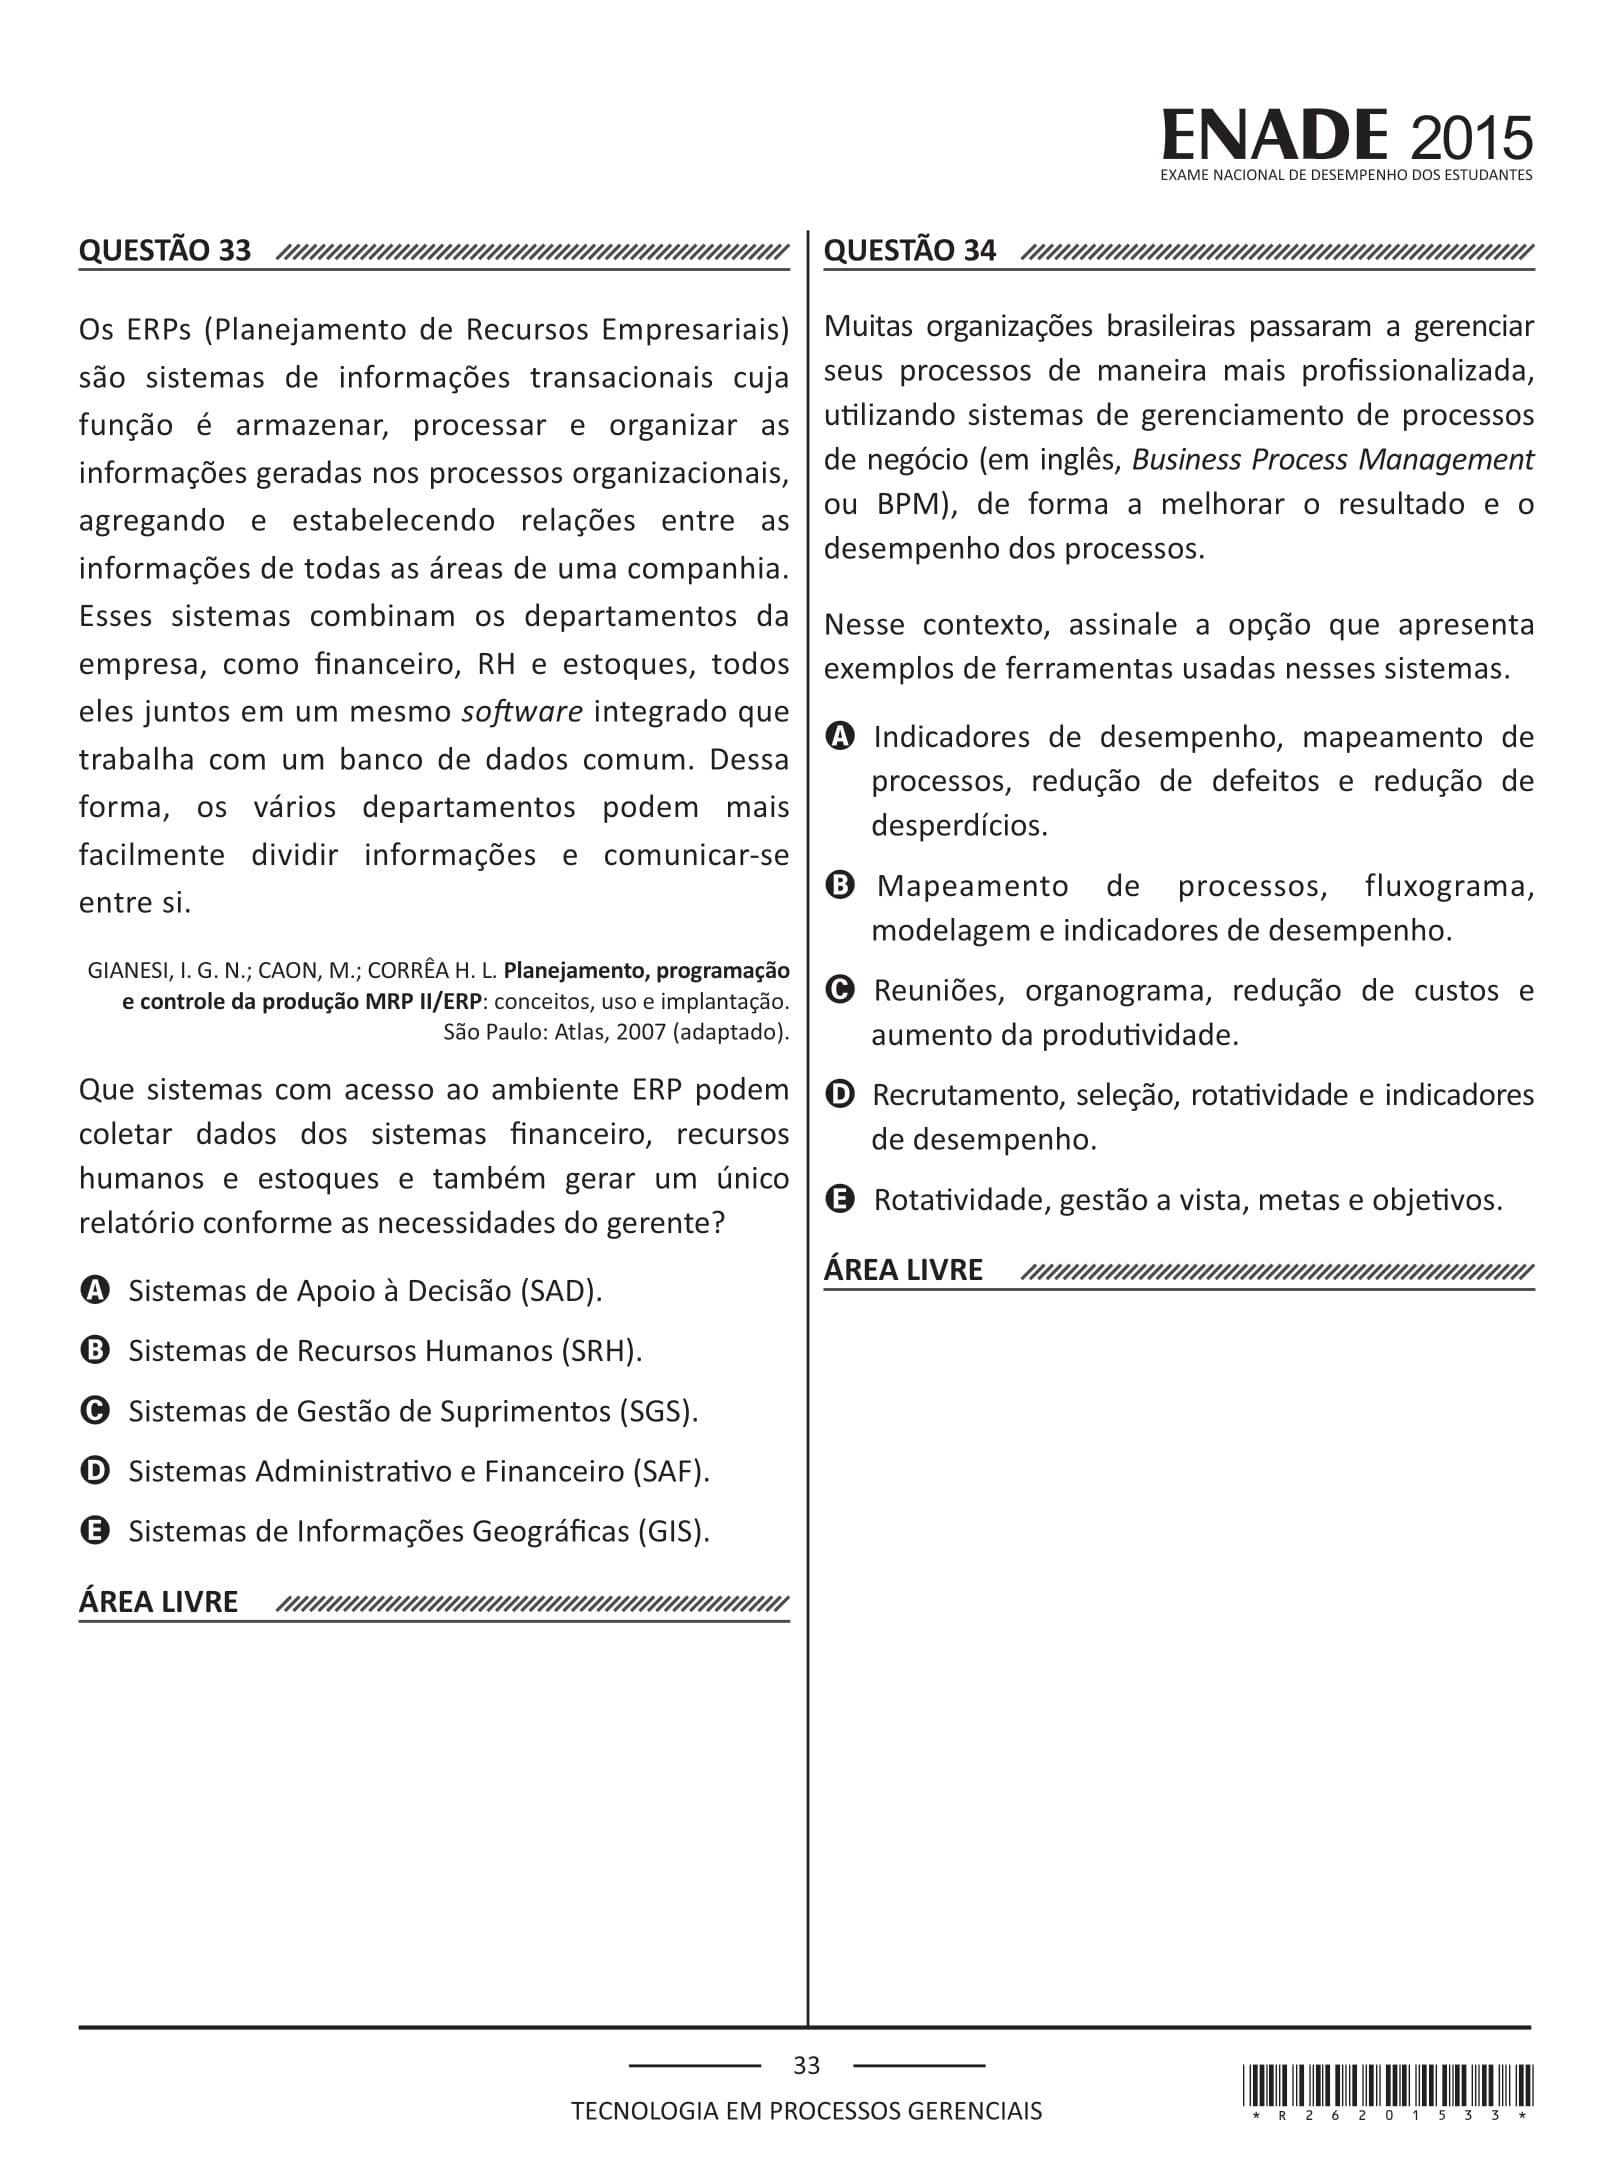 ENADE 2015
EXAME NACIONAL DE DESEMPENHO DOS ESTUDANTES
QUESTÃO 33
Os ERPs (Planejamento de Recursos Empresariais)
são sistemas de informações transacionais cuja
função é armazenar, processar e organizar as
informações geradas nos processos organizacionais,
agregando e estabelecendo relações entre as
informações de todas as áreas de uma companhia.
Esses sistemas combinam os departamentos da
empresa, como financeiro, RH e estoques, todos
eles juntos em um mesmo software integrado que
trabalha com um banco de dados comum. Dessa
forma, os vários departamentos podem mais
facilmente dividir informações e comunicar-se
entre si.
GIANESI, I. G. N.; CAON, M.; CORRÊA H. L. Planejamento, programação
e controle da produção MRP II/ERP: conceitos, uso e implantação.
São Paulo: Atlas, 2007 (adaptado).
Que sistemas com acesso ao ambiente ERP podem
coletar dados dos sistemas financeiro, recursos
humanos e estoques e também gerar um único
relatório conforme as necessidades do gerente?
A Sistemas de Apoio à Decisão (SAD).
B Sistemas de Recursos Humanos (SRH).
C Sistemas de Gestão de Suprimentos (SGS).
D Sistemas Administrativo e Financeiro (SAF).
E Sistemas de Informações Geográficas (GIS).
ÁREA LIVRE
QUESTÃO 34
Muitas organizações brasileiras passaram a gerenciar
seus processos de maneira mais profissionalizada,
utilizando sistemas de gerenciamento de processos
de negócio (em inglês, Business Process Management
ou BPM), de forma a melhorar o resultado e o
desempenho dos processos.
Nesse contexto, assinale a opção que apresenta
exemplos de ferramentas usadas nesses sistemas.
A Indicadores de desempenho, mapeamento de
processos, redução de defeitos e redução de
desperdícios.
B Mapeamento de processos, fluxograma,
modelagem e indicadores de desempenho.
C Reuniões, organograma, redução de custos e
aumento da produtividade.
D Recrutamento, seleção, rotatividade e indicadores
de desempenho.
E Rotatividade, gestão a vista, metas e objetivos.
ÁREA LIVRE
33
TECNOLOGIA EM PROCESSOS GERENCIAIS
*R26201533*